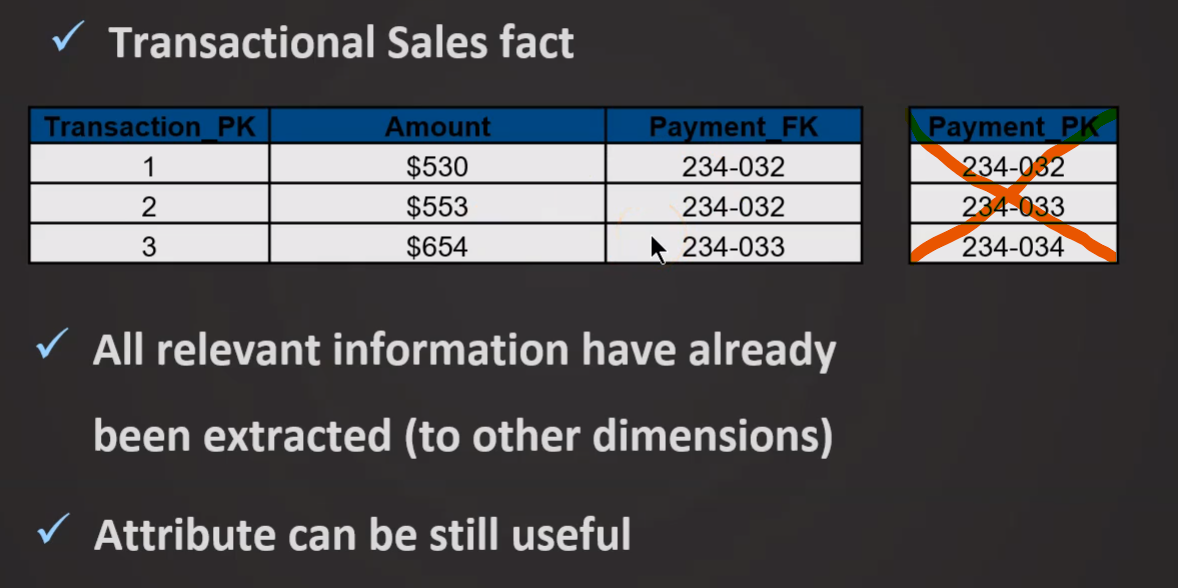 Transactional Sales fact
Transaction_PK Amount Payment_FK Payment_PK
1 $530 234-032 234-032
2 $553 234-032 234-033
3 $654 234-033 234-034
All relevant information have already
been extracted (to other dimensions)
Attribute can be still useful